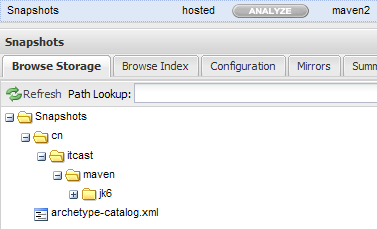 Snapshots hosted ANALYZE maven2
Snapshots
Browse Storage Browse Index Configuration Mirrors Summ
Refresh Path Lookup:
Snapshots
cn
itcast
maven
jk6
archetype-catalog.xml